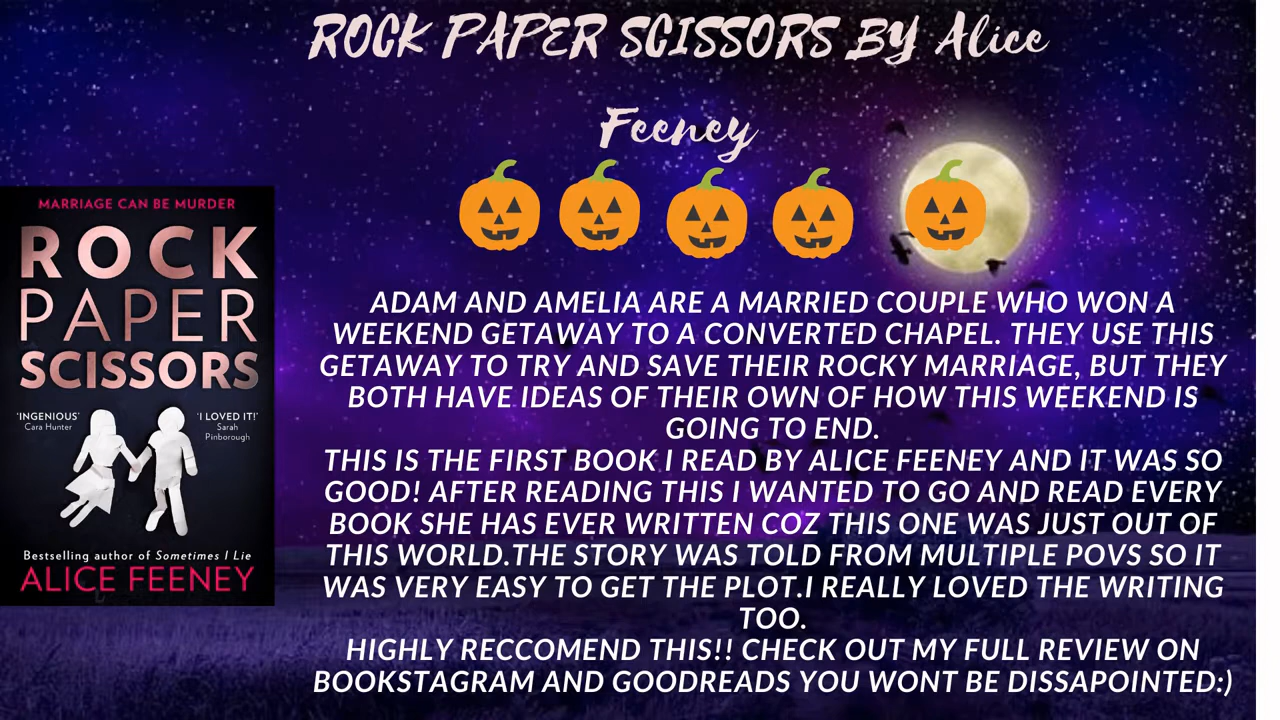 ROCK PAPER SCISSORS BY Alice
Feeney
MARRIAGE CAN BE MURDER
ROCK
PAPER
SCISSORS
'INGENIOUS'
Cara Hunter
'I LOVED IT!'
Sarah
Pinborough
Bestselling author of Sometimes I Lie
ALICE FEENEY
ADAM AND AMELIA ARE A MARRIED COUPLE WHO WON A
WEEKEND GETAWAY TO A CONVERTED CHAPEL. THEY USE THIS
GETAWAY TO TRY AND SAVE THEIR ROCKY MARRIAGE, BUT THEY
BOTH HAVE IDEAS OF THEIR OWN OF HOW THIS WEEKEND IS
GOING TO END.
THIS IS THE FIRST BOOK I READ BY ALICE FEENEY AND IT WAS SO
GOOD! AFTER READING THIS I WANTED TO GO AND READ EVERY
BOOK SHE HAS EVER WRITTEN COZ THIS ONE WAS JUST OUT OF
THIS WORLD.THE STORY WAS TOLD FROM MULTIPLE POVS SO IT
WAS VERY EASY TO GET THE PLOT.I REALLY LOVED THE WRITING
TOO.
HIGHLY RECCOMEND THIS!! CHECK OUT MY FULL REVIEW ON
BOOKSTAGRAM AND GOODREADS YOU WONT BE DISSAPOINTED:)